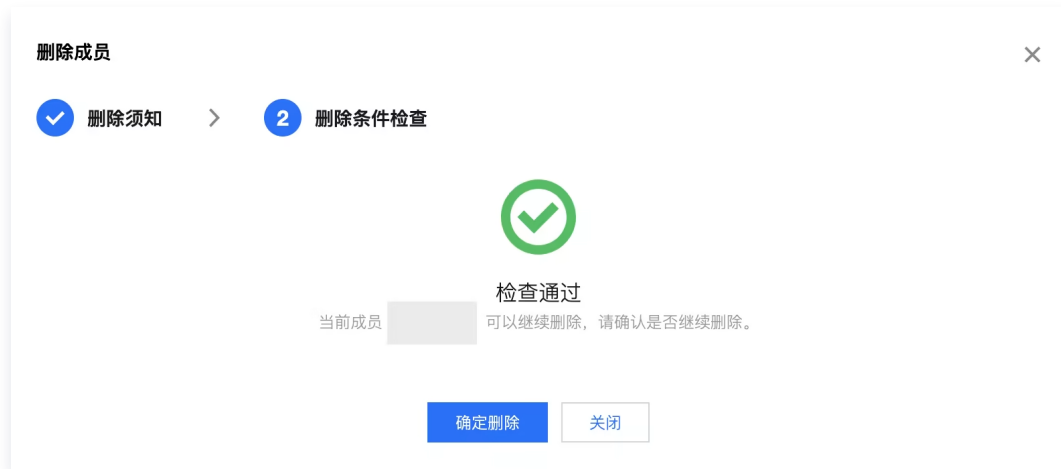 删除成员
删除须知
2 删除条件检查
检查通过
当前成员 可以继续删除，请确认是否继续删除。
确定删除
关闭